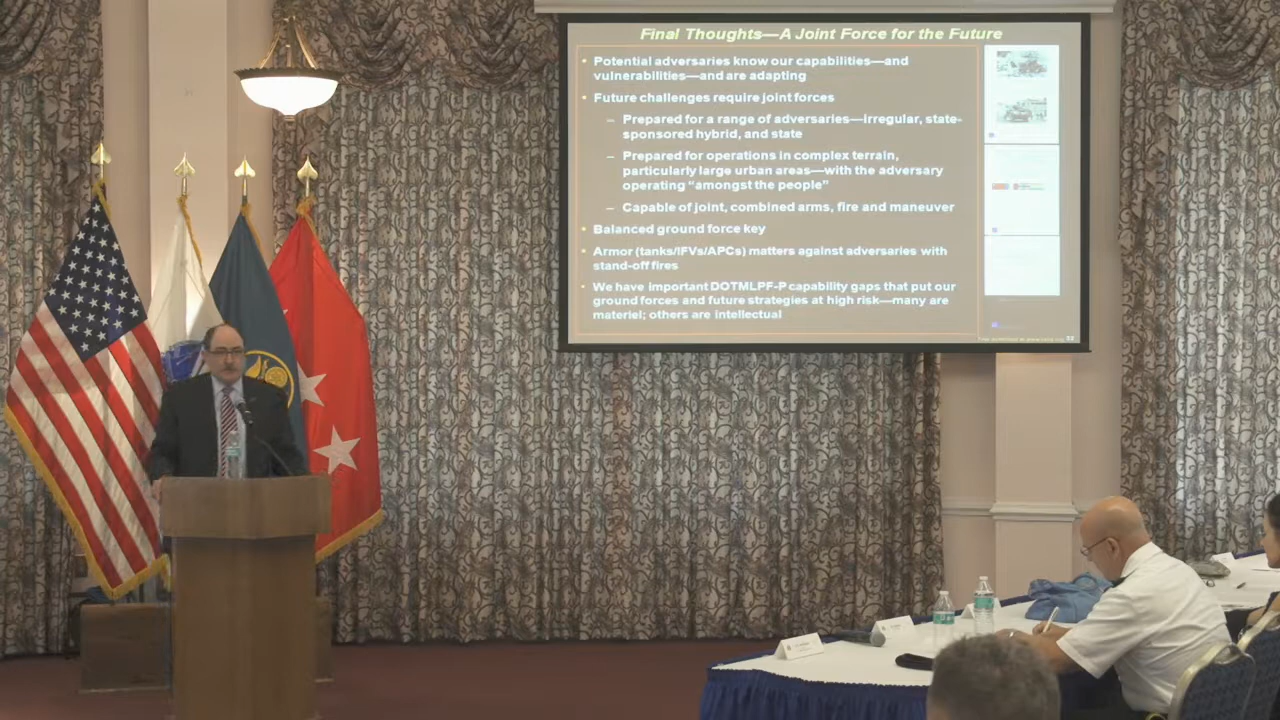 Final Thoughts—A Joint Force for the Future
• Potential adversaries know our capabilities—and
vulnerabilities—and are adapting
• Future challenges require joint forces
– Prepared for a range of adversaries—irregular, state-
sponsored hybrid, and state
– Prepared for operations in complex terrain,
particularly large urban areas—with the adversary
operating “amongst the people”
– Capable of joint, combined arms, fire and maneuver
• Balanced ground force key
• Armor (tanks/IFVs/APCs) matters against adversaries with
stand-off fires
• We have important DOTMLPF-P capability gaps that put our
ground forces and future strategies at high risk—many are
materiel; others are intellectual